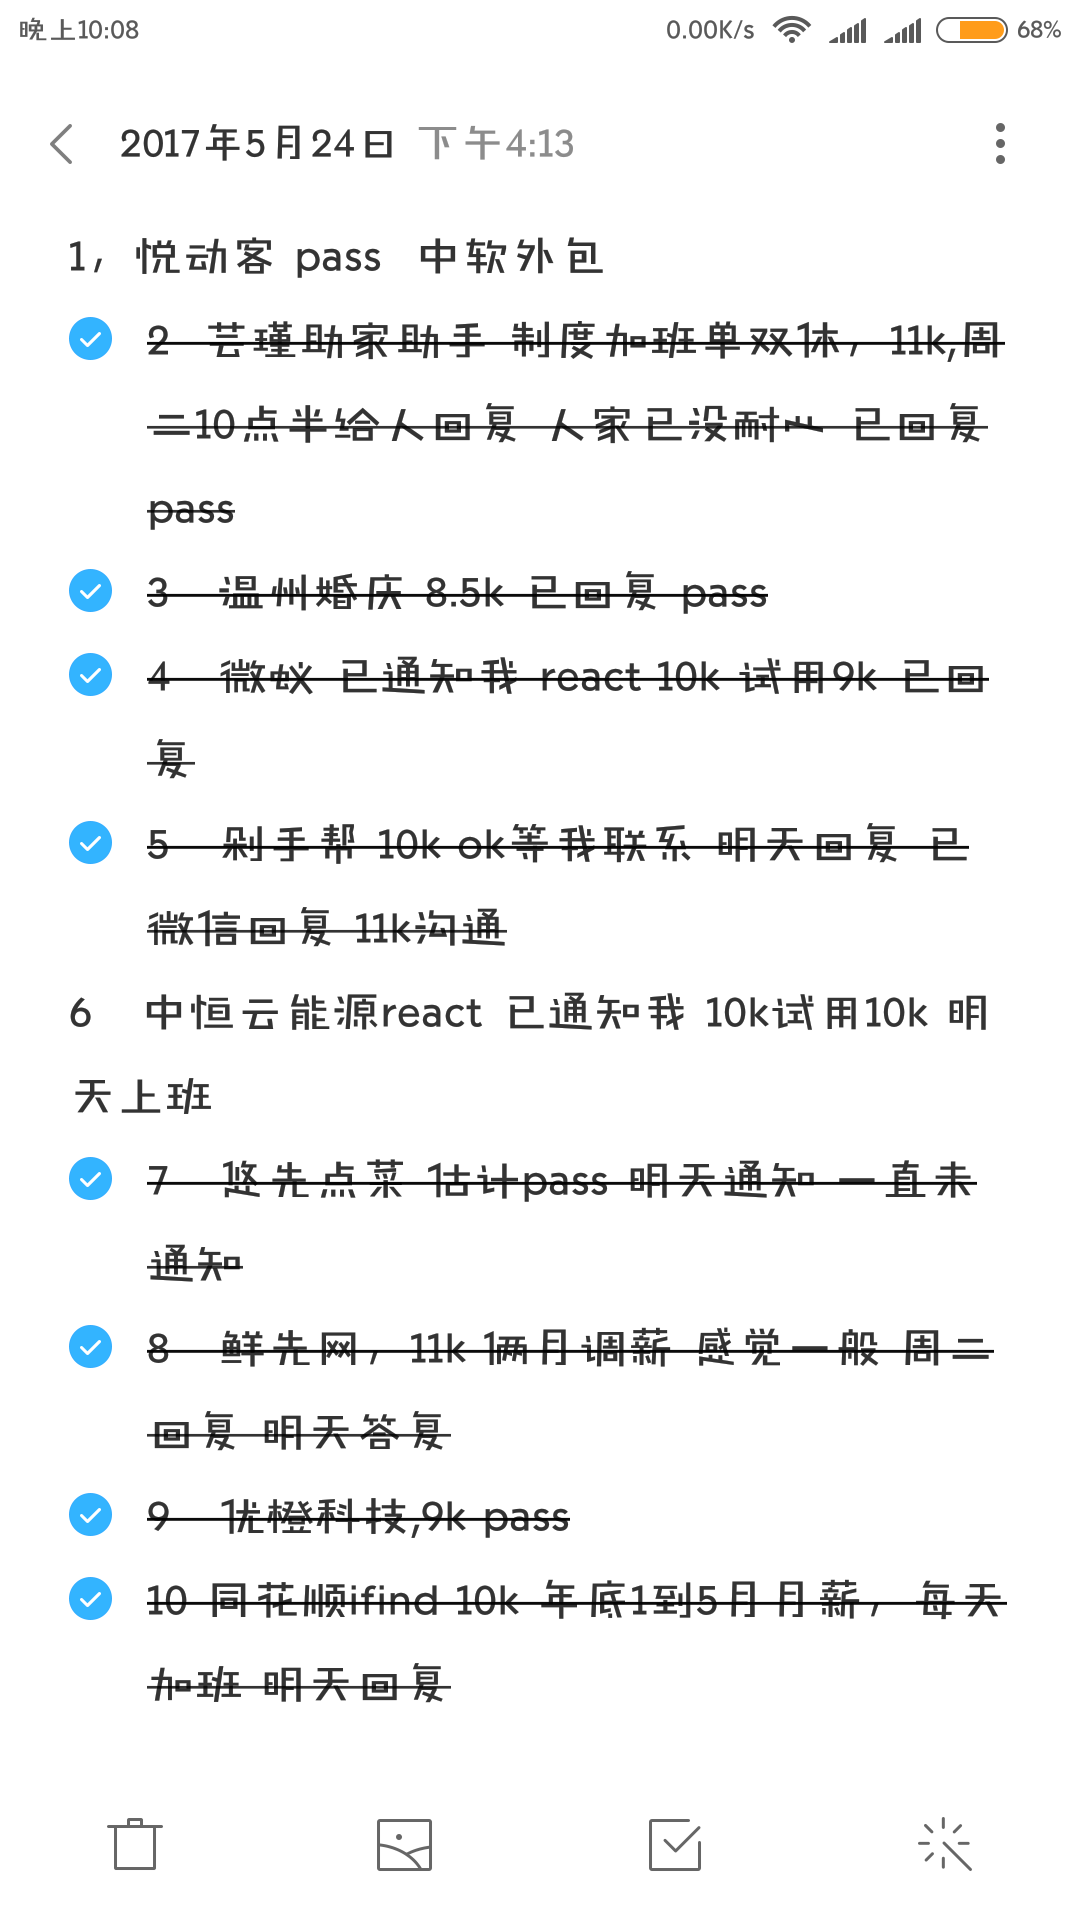 晚上10:08 0.00K/s 68%
2017年5月24日 下午4:13
1，悦动客 pass 中软外包
2 芸瑾助家助手 制度加班单双休，11k,周
二10点半给人回复 人家已没耐心 已回复
pass
3 温州婚庆 8.5k 已回复 pass
4 微蚁 已通知我 react 10k 试用9k 已回
复
5 剁手帮 10k ok等我联系 明天回复 已
微信回复 11k沟通
6 中恒云能源react 已通知我 10k试用10k 明
天上班
7 悠先点菜 估计pass 明天通知 一直未
通知
8 鲜先网，11k 1俩月调薪 感觉一般 周二
回复 明天答复
9 优橙科技,9k pass
10 同花顺ifind 10k 年底1到5月月薪，每天
加班 明天回复